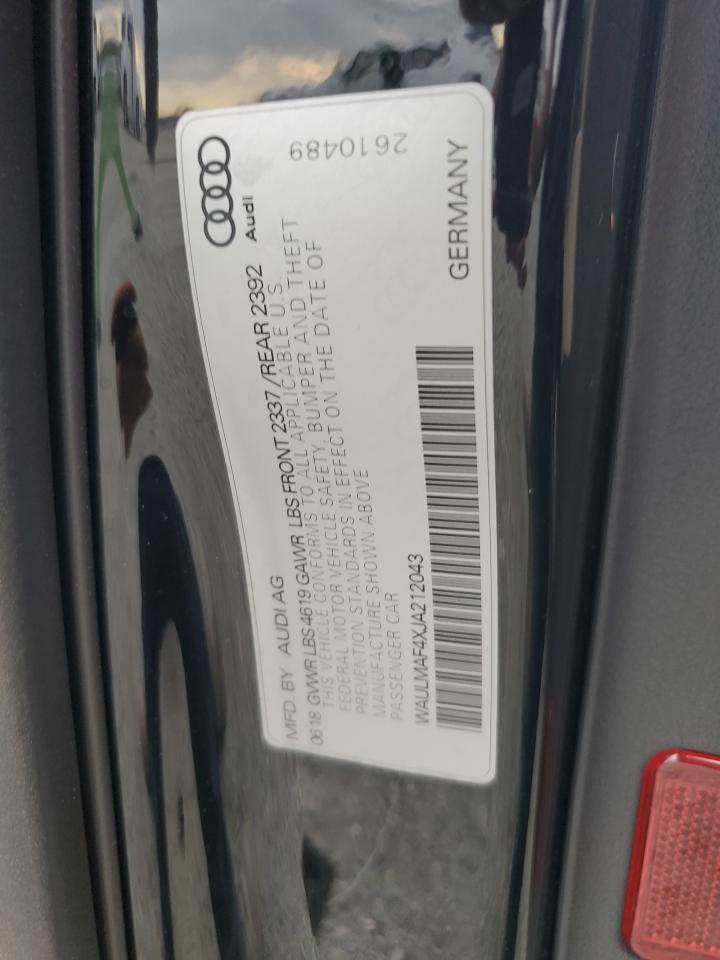 MFD. BY AUDI AG
Audi
0618 GVWR LBS 4619 GAWR LBS FRONT 2337/REAR 2392
THIS VEHICLE CONFORMS TO ALL APPLICABLE U.S.
FEDERAL MOTOR VEHICLE SAFETY, BUMPER AND THEFT
PREVENTION STANDARDS IN EFFECT ON THE DATE OF
MANUFACTURE SHOWN ABOVE
PASSENGER CAR
2610489
WAULMAF4XJA212043
GERMANY